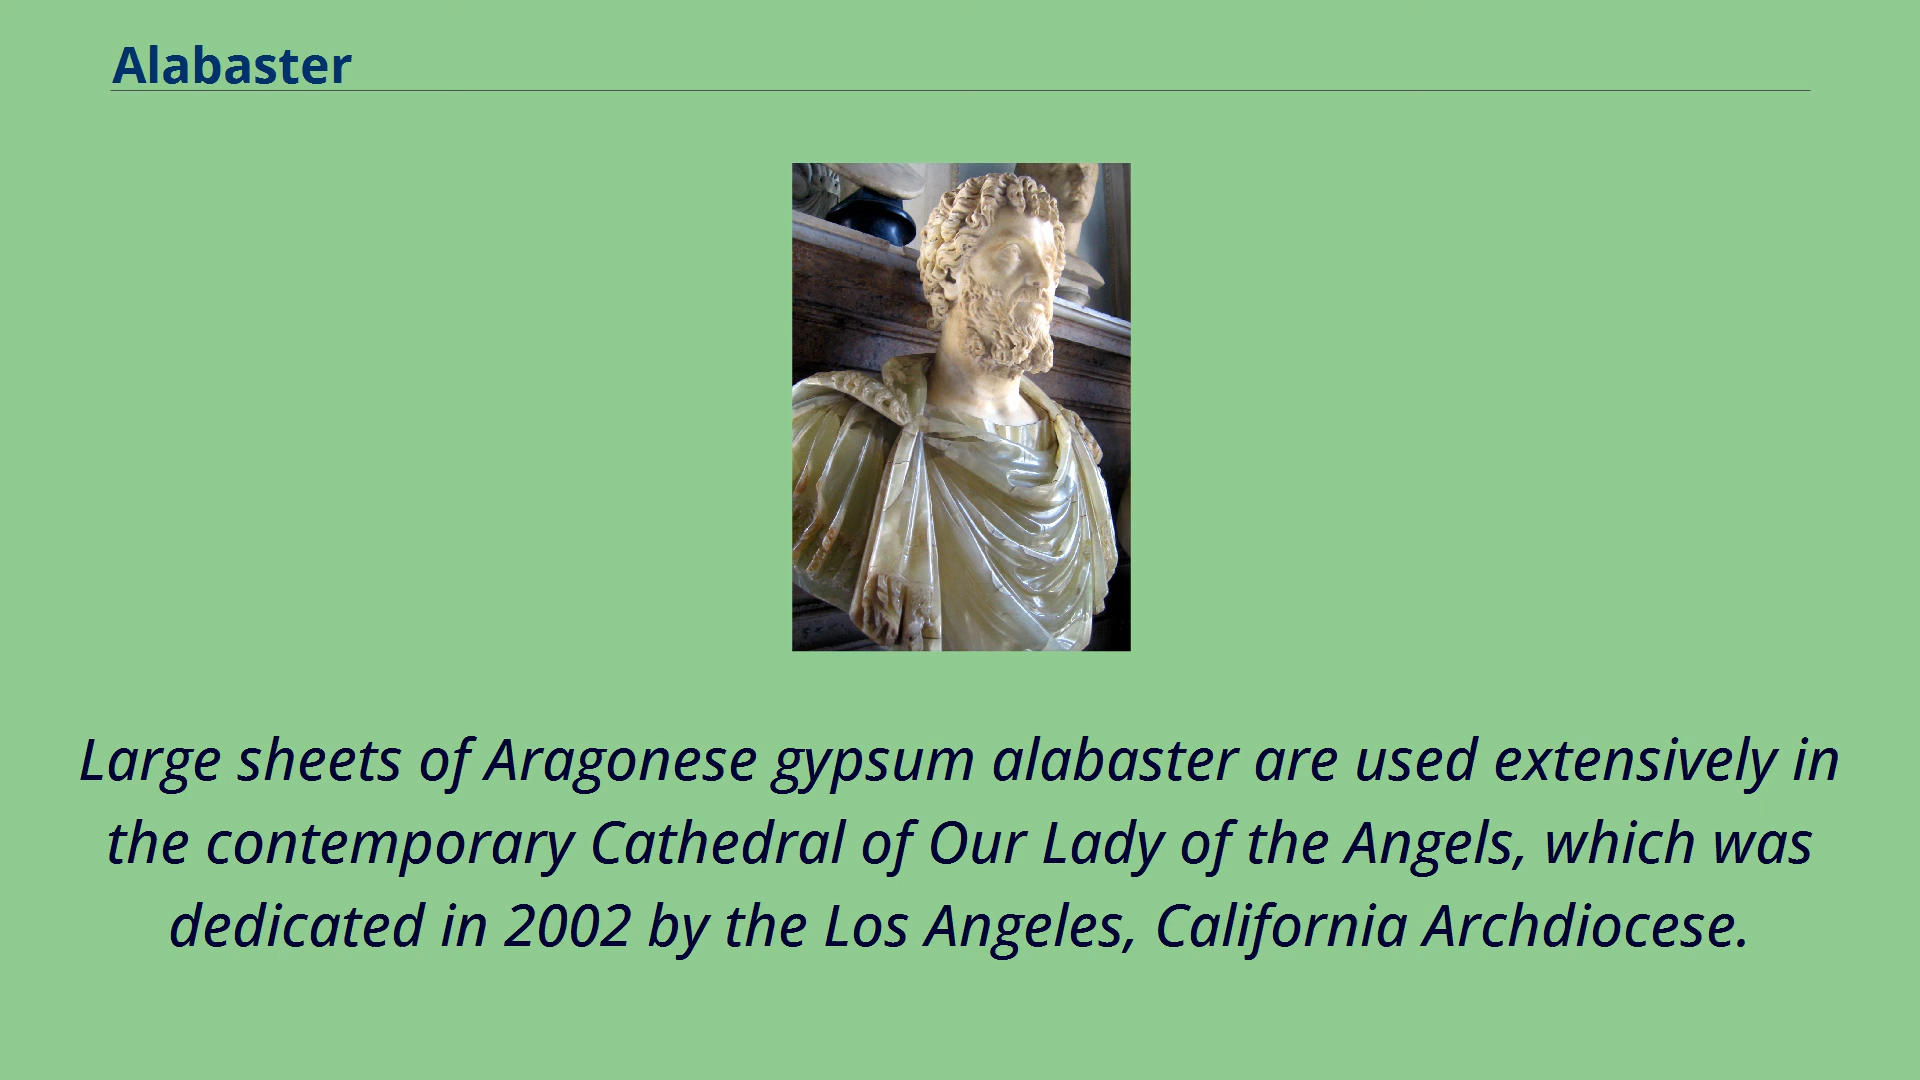 Alabaster
Large sheets of Aragonese gypsum alabaster are used extensively in
the contemporary Cathedral of Our Lady of the Angels, which was
dedicated in 2002 by the Los Angeles, California Archdiocese.